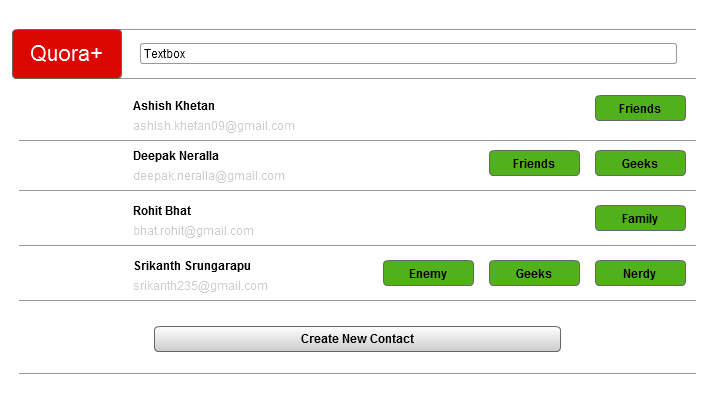 Quora+
Textbox
Ashish Khetan
Friends
ashish.khetan09@gmail.com
Deepak Neralla
Friends
Geeks
deepak.neralla@gmail.com
Rohit Bhat
Family
bhat.rohit@gmail.com
Srikanth Srungarapu
Enemy
Geeks
Nerdy
srikanth235@gmail.com
Create New Contact